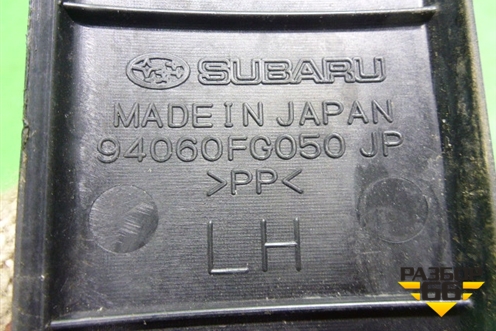 SUBARU
MADE IN JAPAN
94060FG050 JP
>PP<
LH
РАЗБОР
66